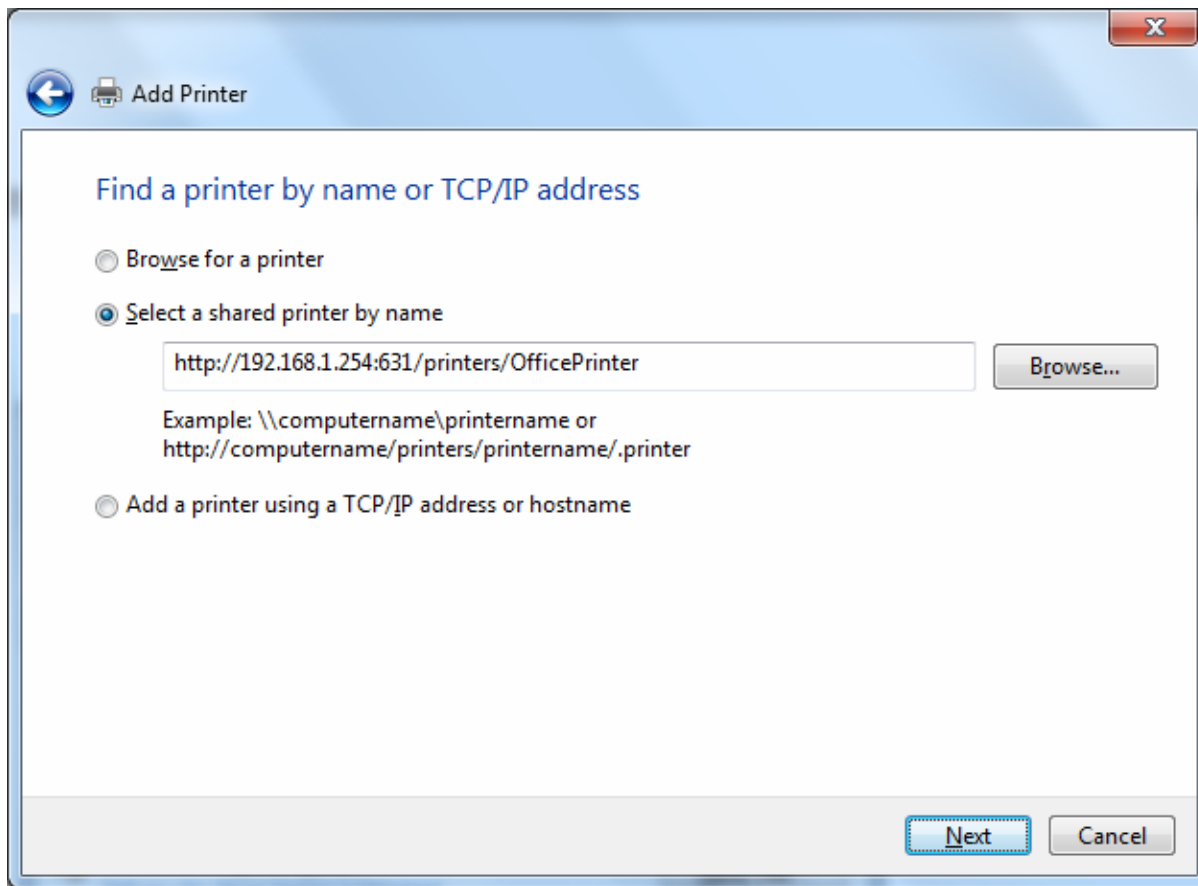 Add Printer
Find a printer by name or TCP/IP address
Browse for a printer
Select a shared printer by name
http://192.168.1.254:631/printers/OfficePrinter
Browse...
Example: \\computername\printername or
http://computername/printers/printername/.printer
Add a printer using a TCP/IP address or hostname
Next
Cancel